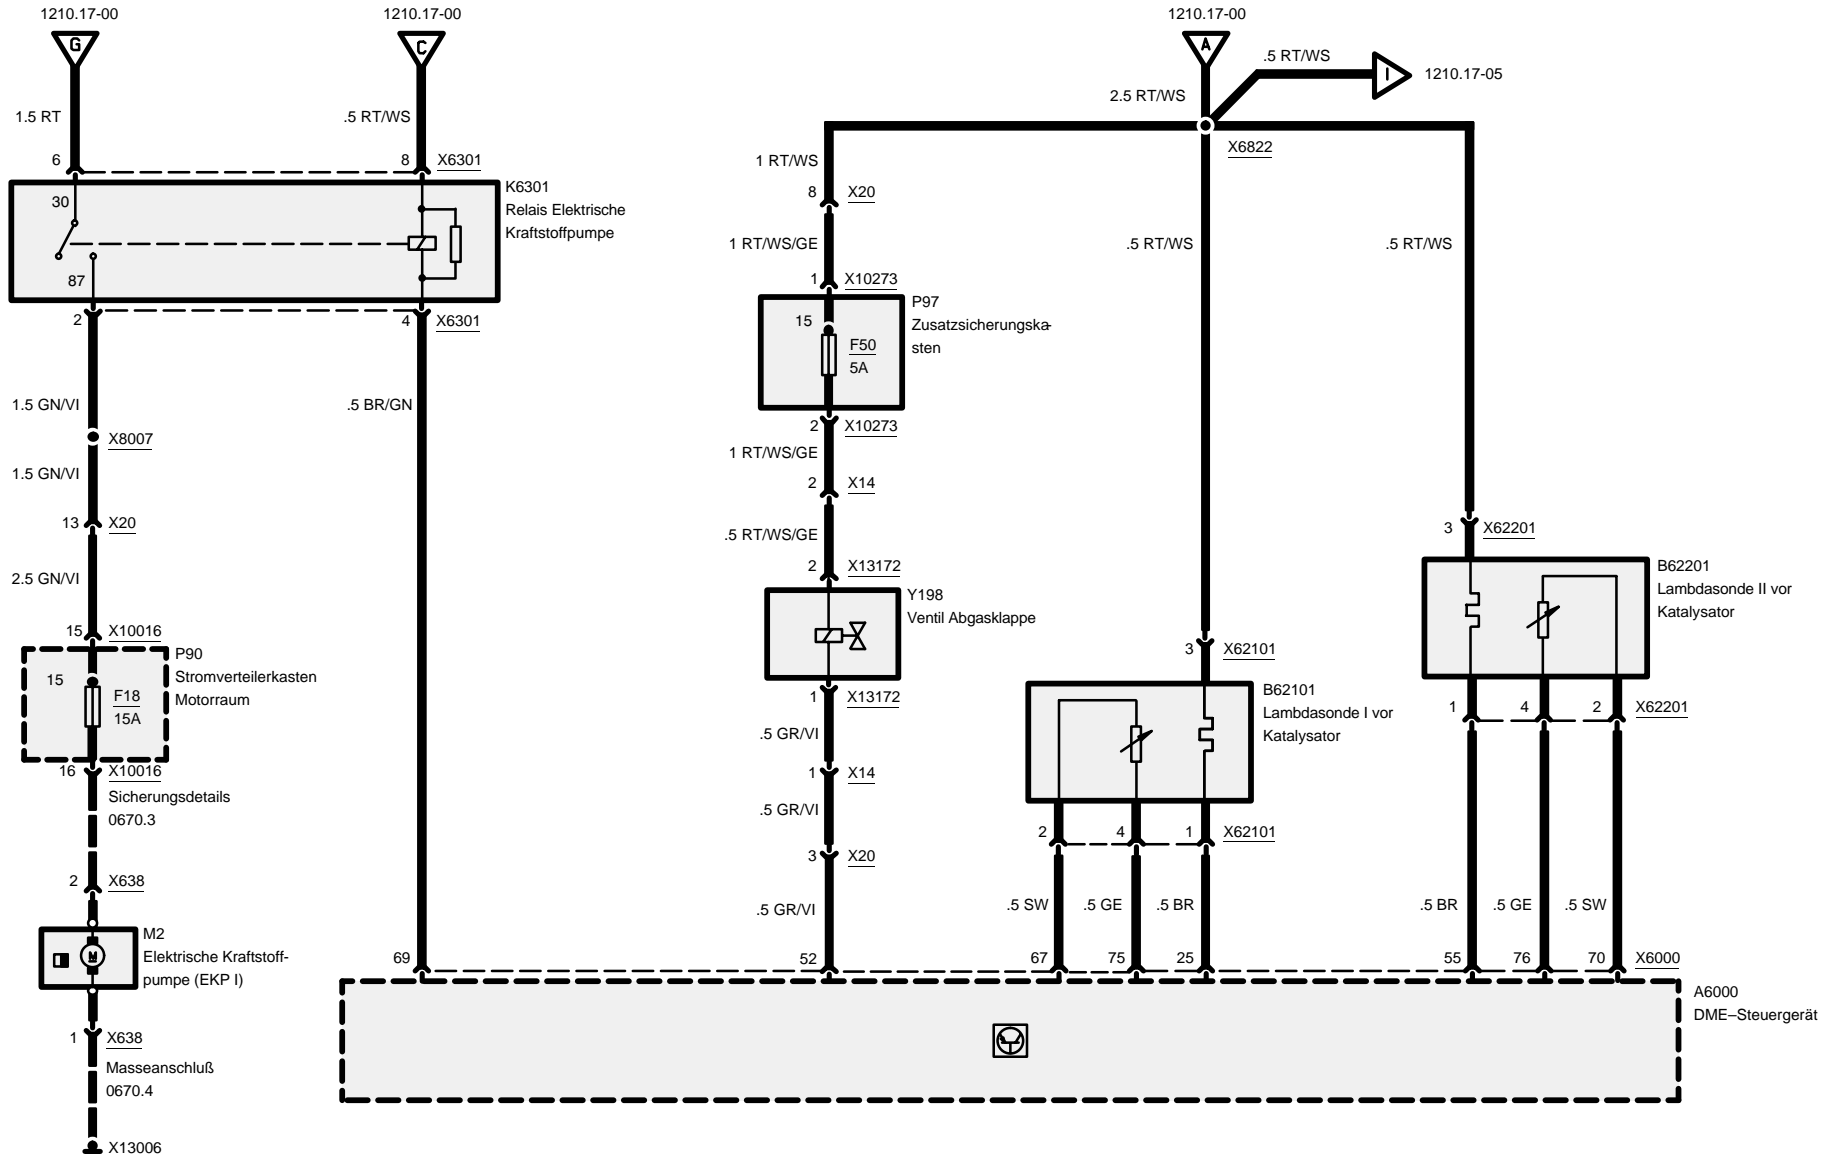 1210.17-00
1210.17-00
1210.17-00
G
C
A
.5 RT/WS
I
1210.17-05
2.5 RT/WS
1.5 RT
.5 RT/WS
X6822
6
8
X6301
K6301
Relais Elektrische
Kraftstoffpumpe
30
87
2
4
X6301
1.5 GN/VI
.5 BR/GN
X8007
1.5 GN/VI
13
X20
2.5 GN/VI
15
X10016
P90
Stromverteilerkasten
Motorraum
15
F18
15A
16
X10016
Sicherungsdetails
0670.3
2
X638
M2
Elektrische Kraftstoff-
pumpe (EKP I)
M
1
X638
Masseanschluß
0670.4
X13006
1 RT/WS
8
X20
1 RT/WS/GE
1
X10273
P97
Zusatzsicherungska-
sten
15
F50
5A
2
X10273
1 RT/WS/GE
2
X14
.5 RT/WS/GE
2
X13172
Y198
Ventil Abgasklappe
1
X13172
.5 GR/VI
1
X14
.5 GR/VI
3
X20
.5 GR/VI
.5 RT/WS
3
X62101
B62101
Lambdasonde I vor
Katalysator
2
4
1
X62101
.5 SW
.5 GE
.5 BR
.5 RT/WS
3
X62201
B62201
Lambdasonde II vor
Katalysator
1
4
2
X62201
.5 BR
.5 GE
.5 SW
69
52
67
75
25
55
76
70
X6000
A6000
DME–Steuergerät